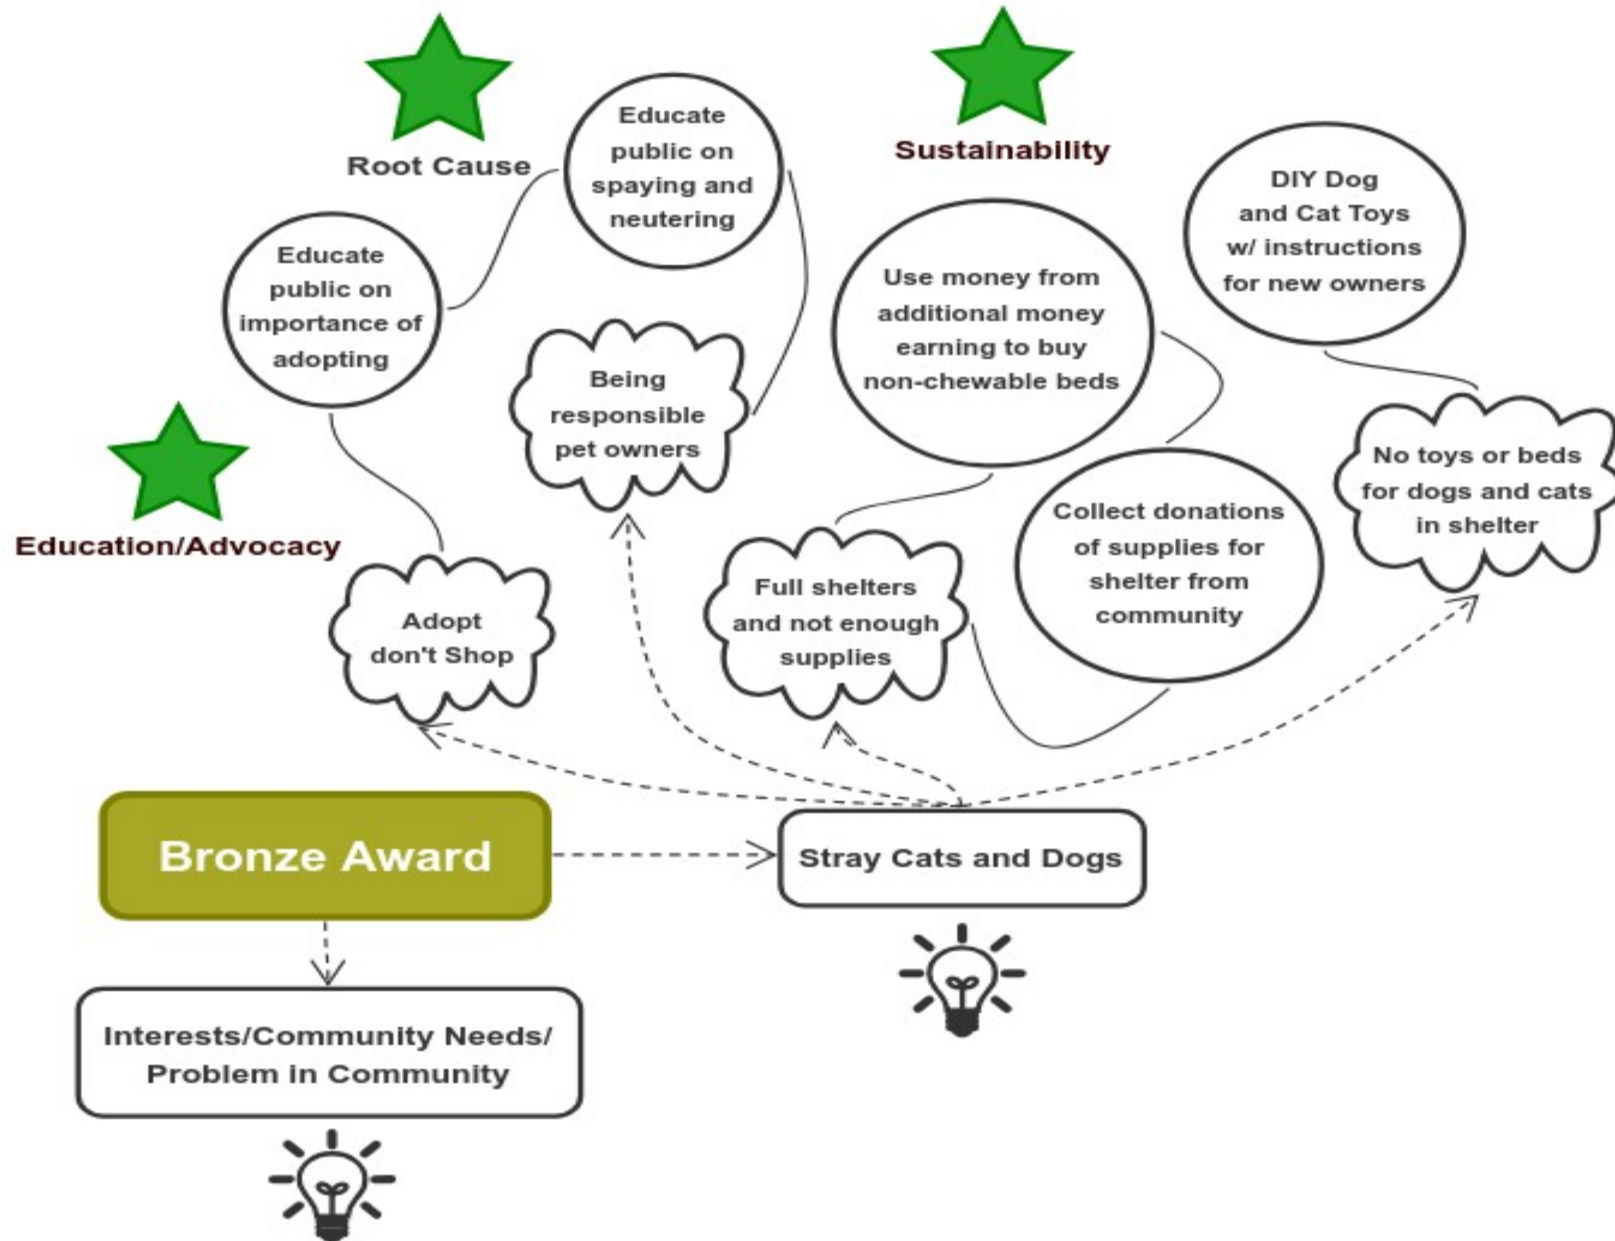 Root Cause
Educate
public on
spaying and
neutering
Sustainability
DIY Dog
and Cat Toys
w/ instructions
for new owners
Educate
public on
importance of
adopting
Use money from
additional money
earning to buy
non-chewable beds
Being
responsible
pet owners
No toys or beds
for dogs and cats
in shelter
Collect donations
of supplies for
shelter from
community
Education/Advocacy
Adopt
don't Shop
Full shelters
and not enough
supplies
Bronze Award
Stray Cats and Dogs
Interests/Community Needs/
Problem in Community